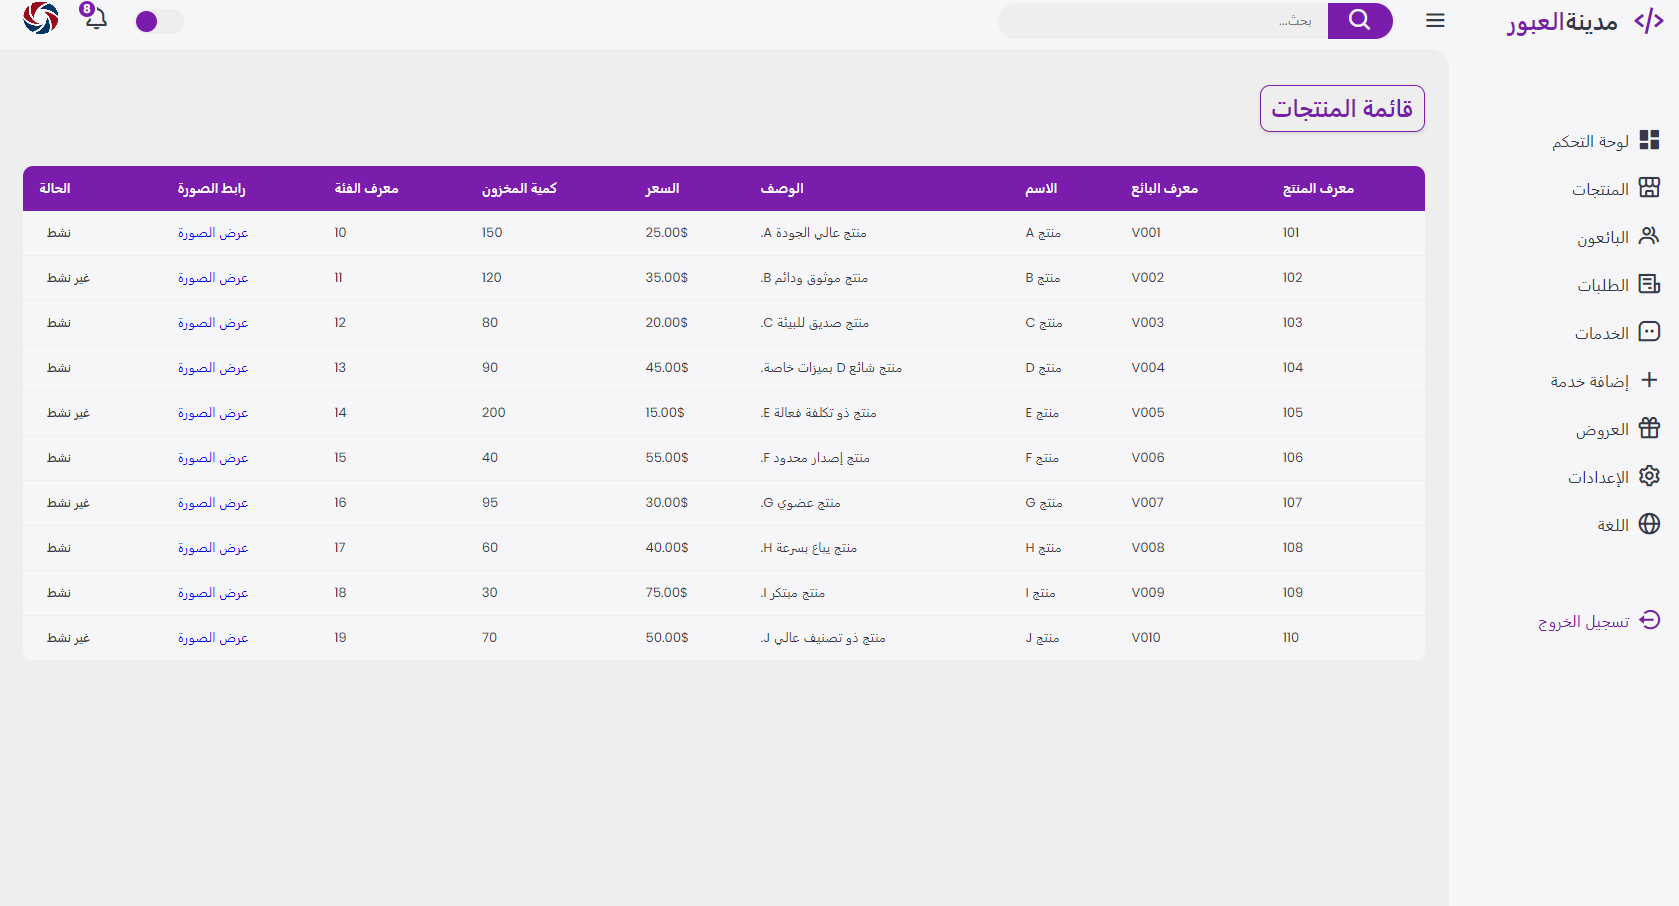 مدينةالعبور
بحث...
8
لوحة التحكم
المنتجات
البائعون
الطلبات
الخدمات
إضافة خدمة
العروض
الإعدادات
اللغة
تسجيل الخروج
قائمة المنتجات
معرف المنتج معرف البائع الاسم الوصف السعر كمية المخزون معرف الفئة رابط الصورة الحالة
101 V001 منتج A منتج عالي الجودة A. 25.00$ 150 10 عرض الصورة نشط
102 V002 منتج B منتج موثوق ودائم B. 35.00$ 120 11 عرض الصورة غير نشط
103 V003 منتج C منتج صديق للبيئة C. 20.00$ 80 12 عرض الصورة نشط
104 V004 منتج D منتج شائع D بميزات خاصة. 45.00$ 90 13 عرض الصورة نشط
105 V005 منتج E منتج ذو تكلفة فعالة E. 15.00$ 200 14 عرض الصورة غير نشط
106 V006 منتج F منتج إصدار محدود F. 55.00$ 40 15 عرض الصورة نشط
107 V007 منتج G منتج عضوي G. 30.00$ 95 16 عرض الصورة غير نشط
108 V008 منتج H منتج يباع بسرعة H. 40.00$ 60 17 عرض الصورة نشط
109 V009 منتج I منتج مبتكر I. 75.00$ 30 18 عرض الصورة نشط
110 V010 منتج J منتج ذو تصنيف عالي J. 50.00$ 70 19 عرض الصورة غير نشط